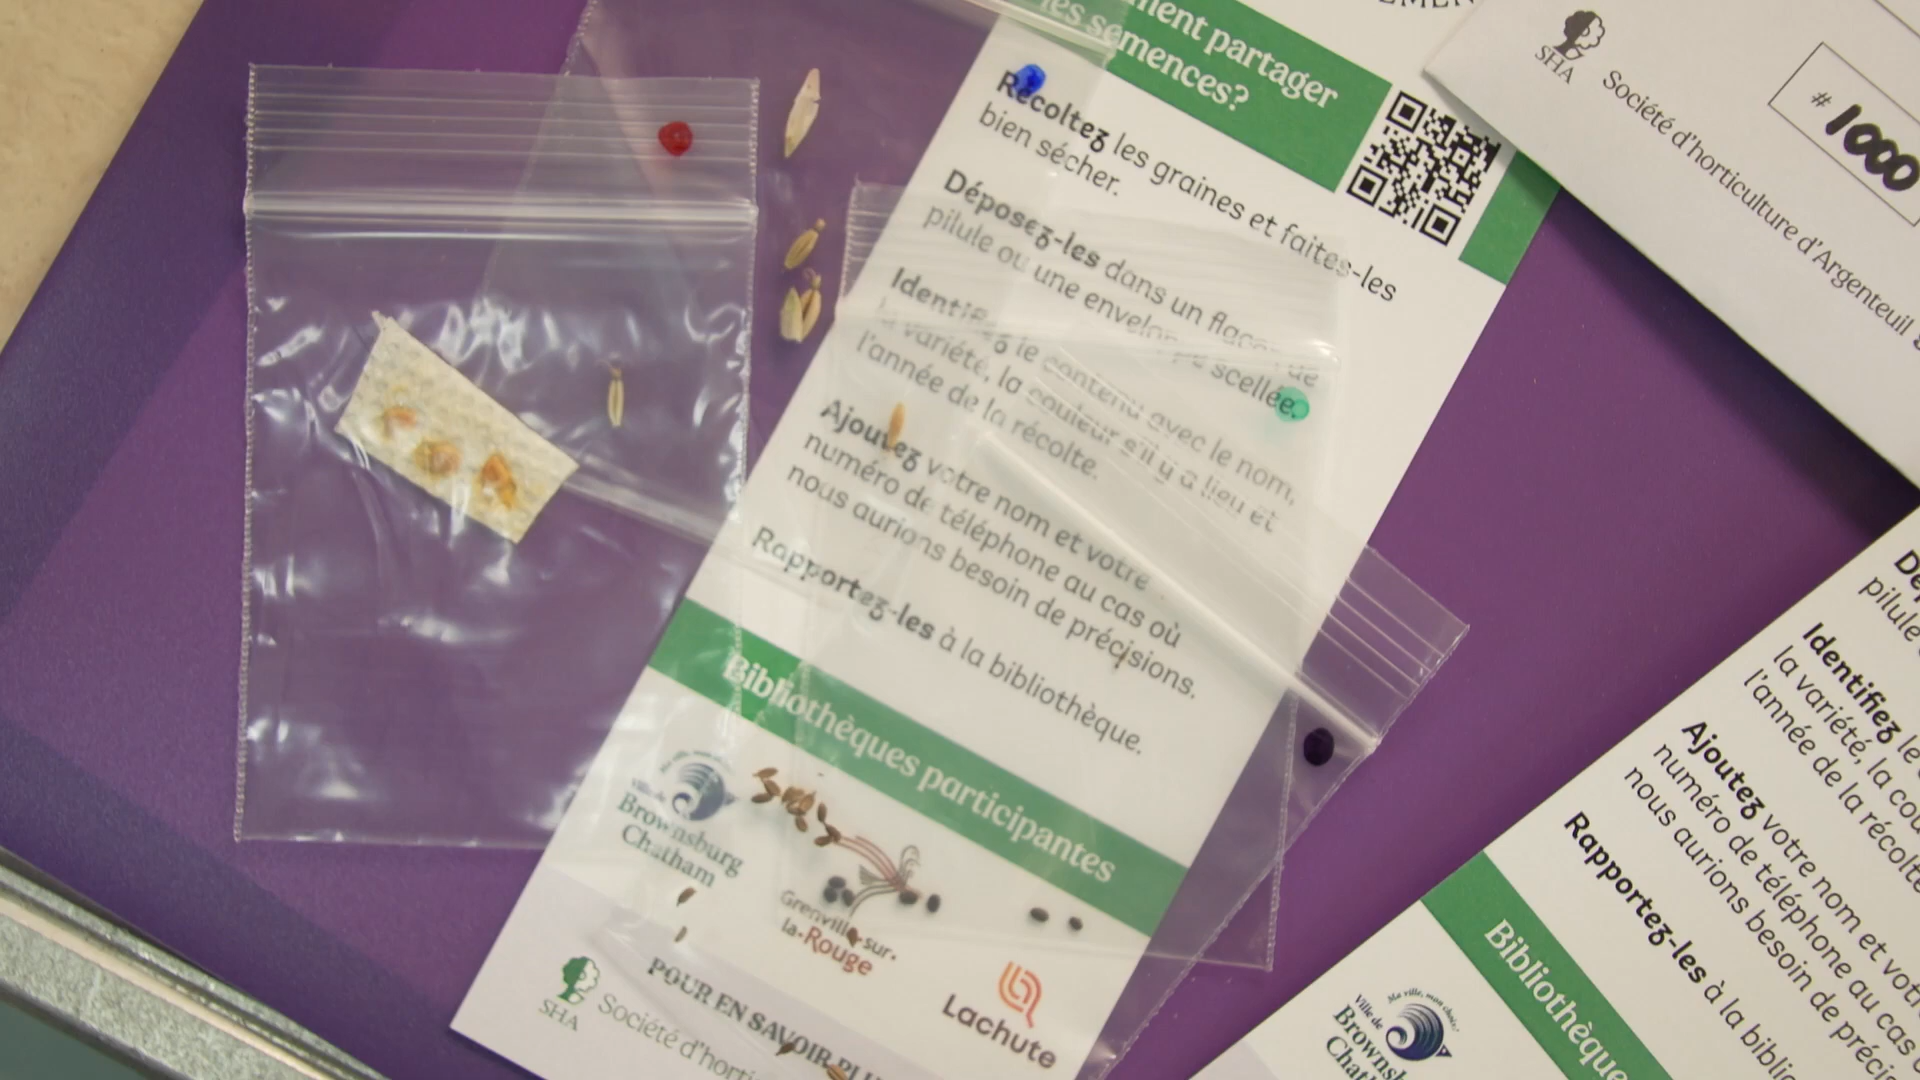 ment partager
les semences?
Récoltez les graines et faites-les
bien sécher.
Déposez-les dans un flacon de
pilule ou une enveloppe scellée.
Identifiez le contenu avec le nom,
la variété, la couleur s'il y a lieu et
l'année de la récolte.
Ajoutez votre nom et votre
numéro de téléphone au cas où
nous aurions besoin de précisions.
Rapportez-les à la bibliothèque.
Bibliothèques participantes
Ville de
Brownsburg
Chatham
Grenville-sur-
la-Rouge
Lachute
POUR EN SAVOIR PLU
SHA
Société d'horti
SHA
Société d'horticulture d'Argenteuil
# 1000
Dép
pilule
Identifiez le
la variété, la cou
l'année de la récolte
Ajoutez votre nom et vot
numéro de téléphone au cas
nous aurions besoin de préci
Rapportez-les à la biblio
Bibliothèque
Ma ville, mon choix!
Ville de
Brownsb
Chath